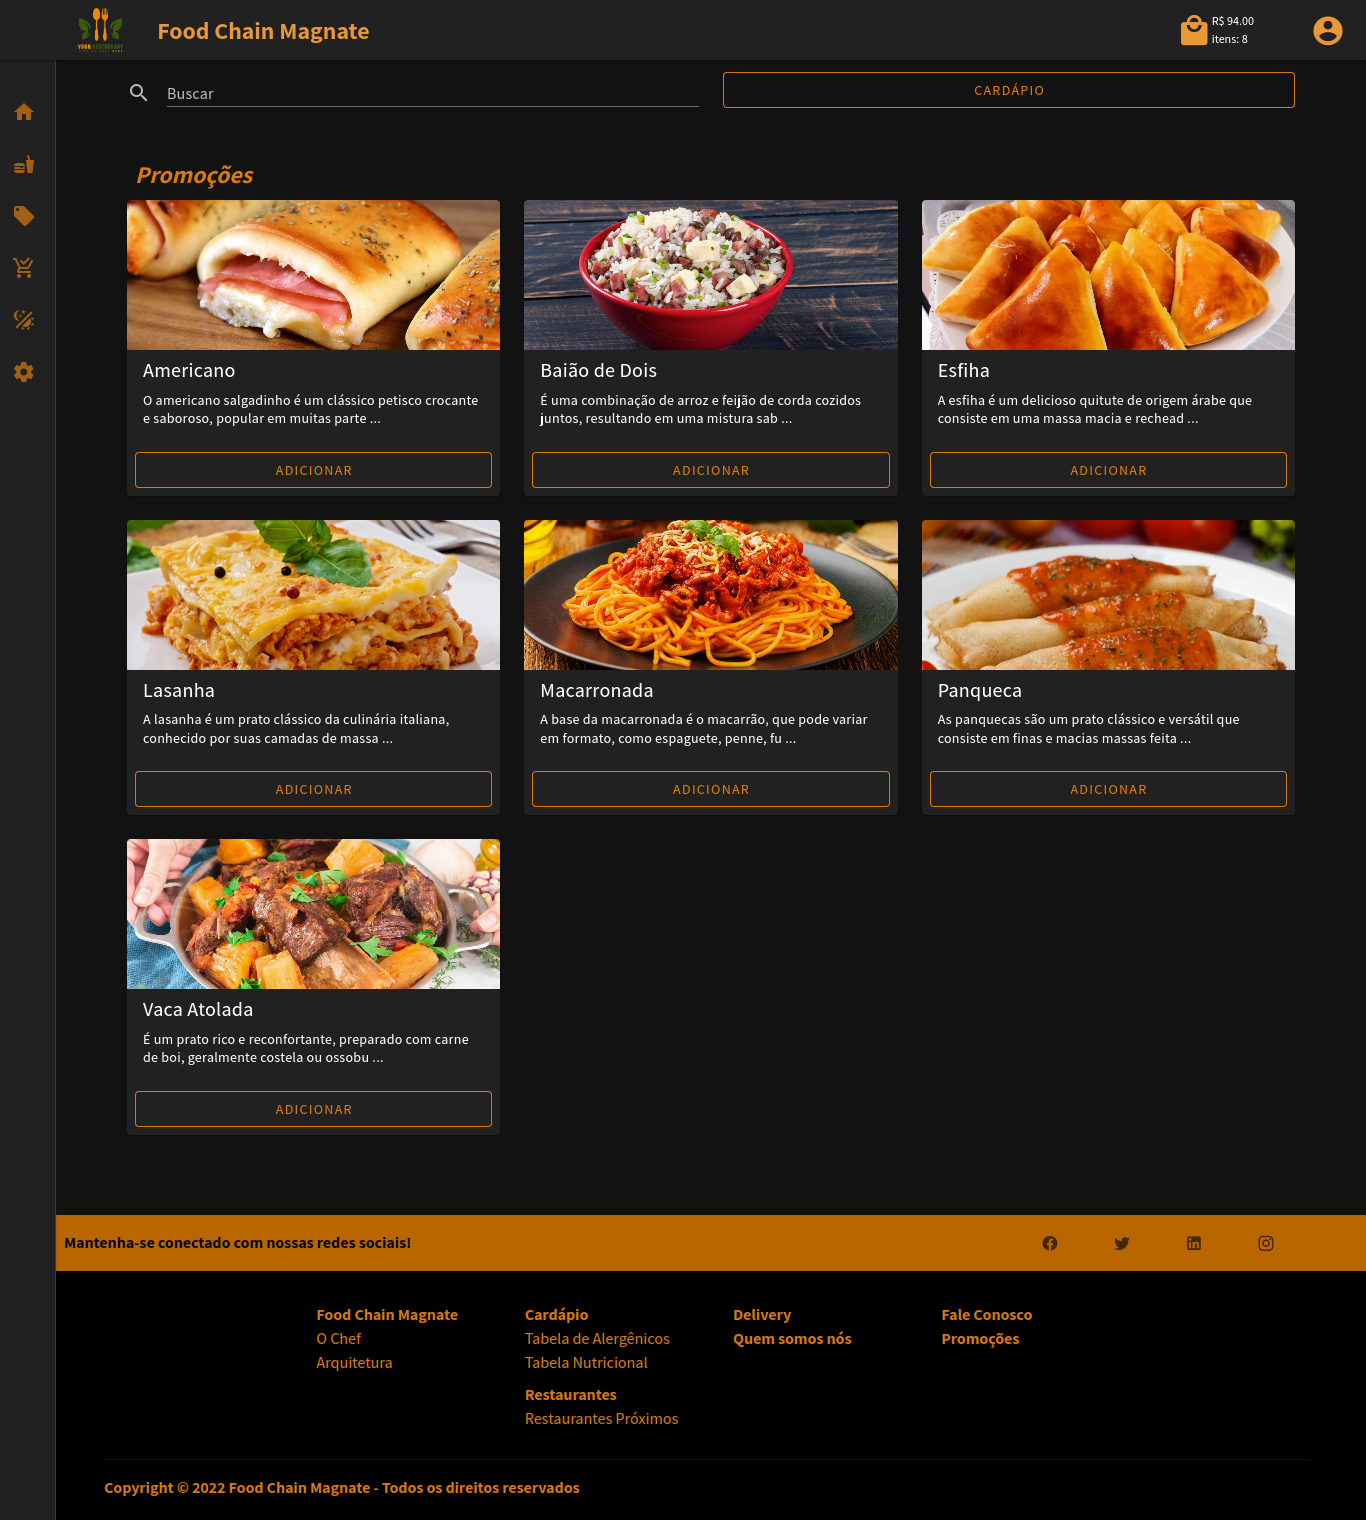 Food Chain Magnate
R$ 94.00
itens: 8
Buscar
CARDÁPIO
Promoções
Americano
O americano salgadinho é um clássico petisco crocante
e saboroso, popular em muitas parte ...
ADICIONAR
Baião de Dois
É uma combinação de arroz e feijão de corda cozidos
juntos, resultando em uma mistura sab ...
ADICIONAR
Esfiha
A esfiha é um delicioso quitute de origem árabe que
consiste em uma massa macia e rechead ...
ADICIONAR
Lasanha
A lasanha é um prato clássico da culinária italiana,
conhecido por suas camadas de massa ...
ADICIONAR
Macarronada
A base da macarronada é o macarrão, que pode variar
em formato, como espaguete, penne, fu ...
ADICIONAR
Panqueca
As panquecas são um prato clássico e versátil que
consiste em finas e macias massas feita ...
ADICIONAR
Vaca Atolada
É um prato rico e reconfortante, preparado com carne
de boi, geralmente costela ou ossobu ...
ADICIONAR
Mantenha-se conectado com nossas redes sociais!
Food Chain Magnate
O Chef
Arquitetura
Cardápio
Tabela de Alergênicos
Tabela Nutricional
Restaurantes
Restaurantes Próximos
Delivery
Quem somos nós
Fale Conosco
Promoções
Copyright © 2022 Food Chain Magnate - Todos os direitos reservados